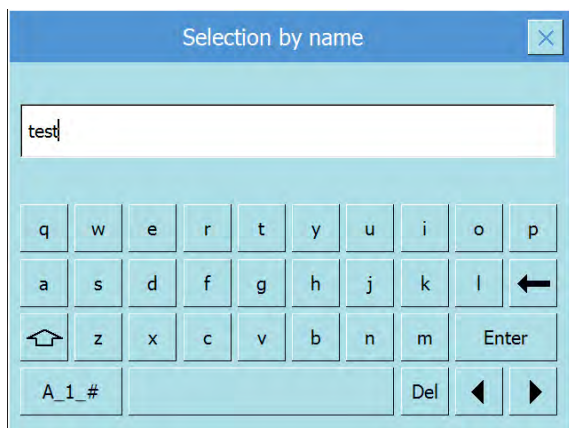 Selection by name
test
q w e r t y u i o p
a s d f g h j k l
z x c v b n m Enter
A_1_# Del